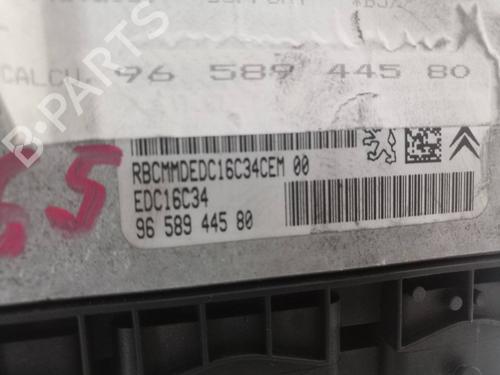 CALCU. 96 589 445 80
RBCMMDEDC16C34CEM 00
EDC16C34
96 589 445 80
B-PARTS